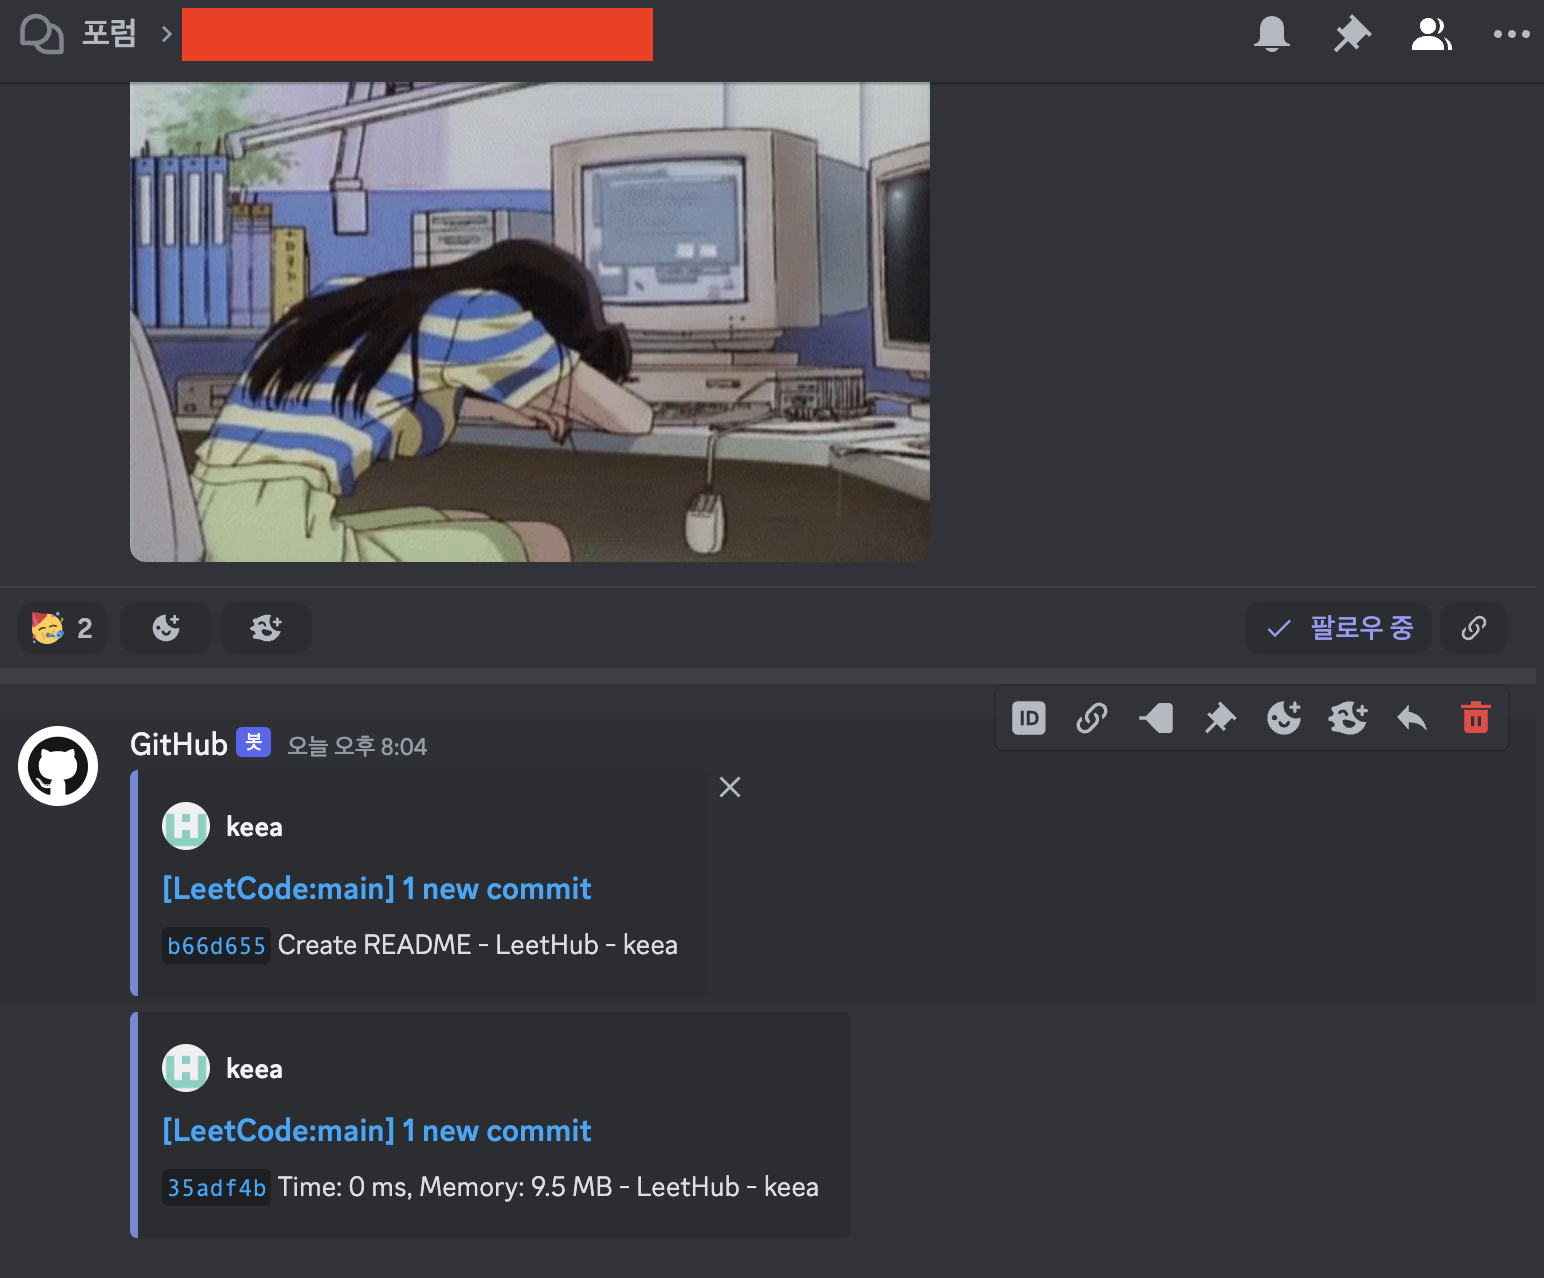 포럼
2
팔로우 중
ID
GitHub 봇 오늘 오후 8:04
keea
[LeetCode:main] 1 new commit
b66d655 Create README - LeetHub - keea
keea
[LeetCode:main] 1 new commit
35adf4b Time: 0 ms, Memory: 9.5 MB - LeetHub - keea